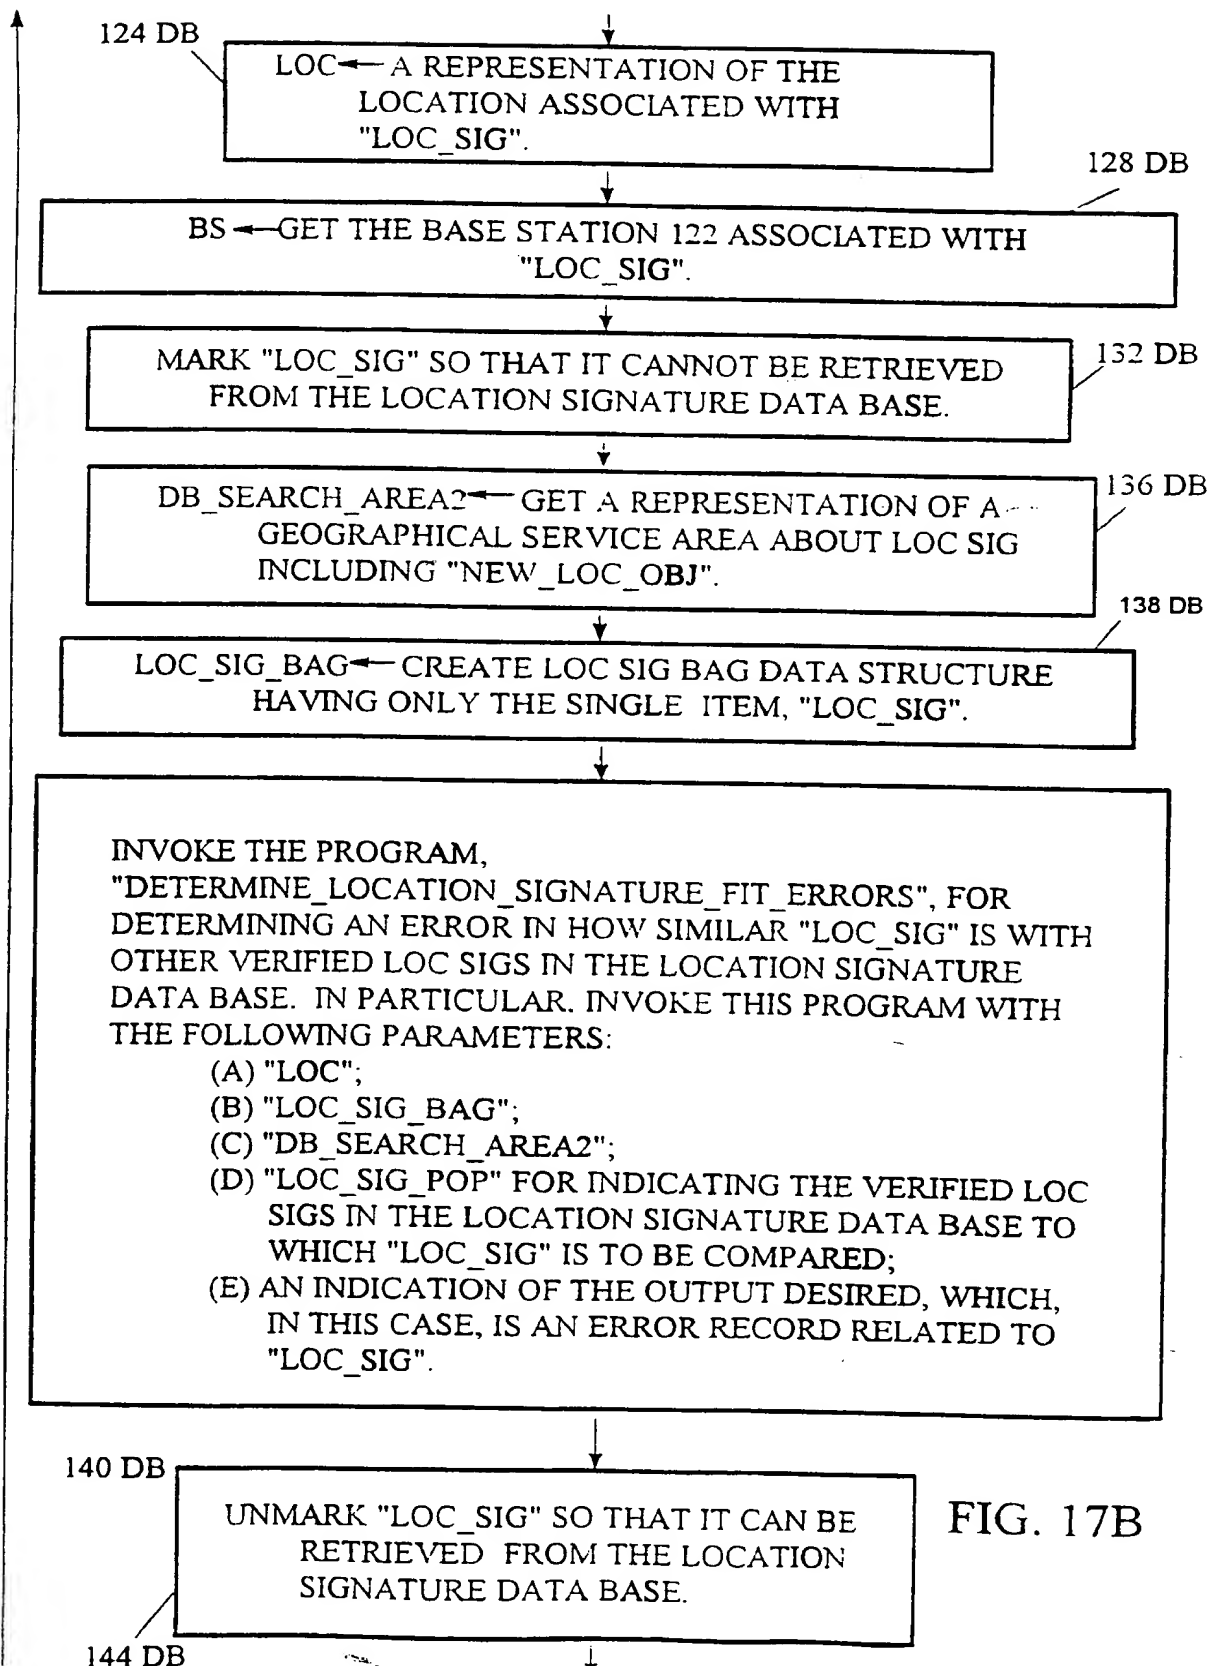 124 DB
LOC ← A REPRESENTATION OF THE
LOCATION ASSOCIATED WITH
"LOC_SIG".
128 DB
BS ← GET THE BASE STATION 122 ASSOCIATED WITH
"LOC_SIG".
MARK "LOC_SIG" SO THAT IT CANNOT BE RETRIEVED
FROM THE LOCATION SIGNATURE DATA BASE.
132 DB
DB_SEARCH_AREA2 ← GET A REPRESENTATION OF A
GEOGRAPHICAL SERVICE AREA ABOUT LOC SIG
INCLUDING "NEW_LOC_OBJ".
136 DB
138 DB
LOC_SIG_BAG ← CREATE LOC SIG BAG DATA STRUCTURE
HAVING ONLY THE SINGLE ITEM, "LOC_SIG".
INVOKE THE PROGRAM,
"DETERMINE_LOCATION_SIGNATURE_FIT_ERRORS", FOR
DETERMINING AN ERROR IN HOW SIMILAR "LOC_SIG" IS WITH
OTHER VERIFIED LOC SIGS IN THE LOCATION SIGNATURE
DATA BASE. IN PARTICULAR. INVOKE THIS PROGRAM WITH
THE FOLLOWING PARAMETERS:
(A) "LOC";
(B) "LOC_SIG_BAG";
(C) "DB_SEARCH_AREA2";
(D) "LOC_SIG_POP" FOR INDICATING THE VERIFIED LOC
SIGS IN THE LOCATION SIGNATURE DATA BASE TO
WHICH "LOC_SIG" IS TO BE COMPARED;
(E) AN INDICATION OF THE OUTPUT DESIRED, WHICH,
IN THIS CASE, IS AN ERROR RECORD RELATED TO
"LOC_SIG".
140 DB
UNMARK "LOC_SIG" SO THAT IT CAN BE
RETRIEVED FROM THE LOCATION
SIGNATURE DATA BASE.
FIG. 17B
144 DB